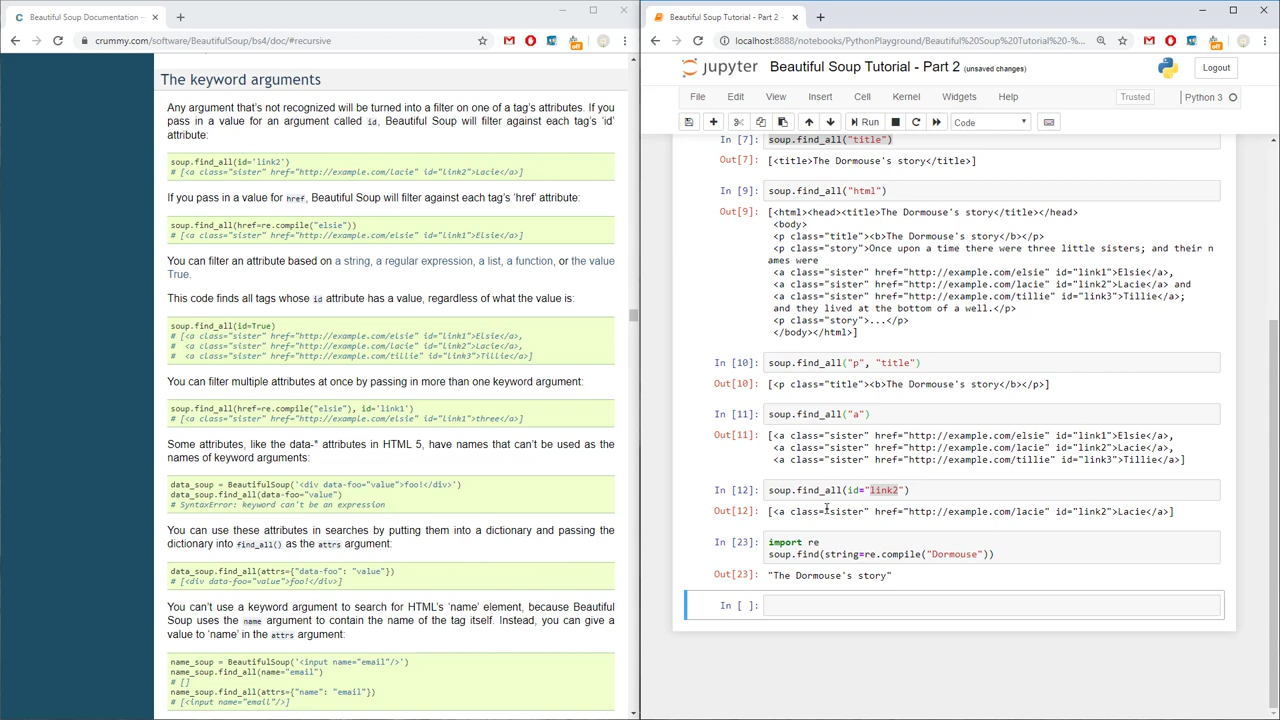 Beautiful Soup Documentation -
crummy.com/software/BeautifulSoup/bs4/doc/#recursive
The keyword arguments
Any argument that's not recognized will be turned into a filter on one of a tag's attributes. If you
pass in a value for an argument called id, Beautiful Soup will filter against each tag's 'id'
attribute:
soup.find_all(id='link2')
# [<a class="sister" href="http://example.com/lacie" id="link2">Lacie</a>]
If you pass in a value for href, Beautiful Soup will filter against each tag's 'href' attribute:
soup.find_all(href=re.compile("elsie"))
# [<a class="sister" href="http://example.com/elsie" id="link1">Elsie</a>]
You can filter an attribute based on a string, a regular expression, a list, a function, or the value
True.
This code finds all tags whose id attribute has a value, regardless of what the value is:
soup.find_all(id=True)
# [<a class="sister" href="http://example.com/elsie" id="link1">Elsie</a>,
# <a class="sister" href="http://example.com/lacie" id="link2">Lacie</a>,
# <a class="sister" href="http://example.com/tillie" id="link3">Tillie</a>]
You can filter multiple attributes at once by passing in more than one keyword argument:
soup.find_all(href=re.compile("elsie"), id='link1')
# [<a class="sister" href="http://example.com/elsie" id="link1">three</a>]
Some attributes, like the data-* attributes in HTML 5, have names that can't be used as the
names of keyword arguments:
data_soup = BeautifulSoup('<div data-foo="value">foo!</div>')
data_soup.find_all(data-foo="value")
# SyntaxError: keyword can't be an expression
You can use these attributes in searches by putting them into a dictionary and passing the
dictionary into find_all() as the attrs argument:
data_soup.find_all(attrs={"data-foo": "value"})
# [<div data-foo="value">foo!</div>]
You can't use a keyword argument to search for HTML's 'name' element, because Beautiful
Soup uses the name argument to contain the name of the tag itself. Instead, you can give a
value to 'name' in the attrs argument:
name_soup = BeautifulSoup('<input name="email"/>')
name_soup.find_all(name="email")
# []
name_soup.find_all(attrs={"name": "email"})
# [<input name="email"/>]
Beautiful Soup Tutorial - Part 2 -
localhost:8888/notebooks/PythonPlayground/Beautiful%20Soup%20Tutorial%20-%...
jupyter Beautiful Soup Tutorial - Part 2 (unsaved changes) Logout
File Edit View Insert Cell Kernel Widgets Help Trusted Python 3
Run Code
In [7]: soup.find_all("title")
Out[7]: [<title>The Dormouse's story</title>]
In [9]: soup.find_all("html")
Out[9]: [<html><head><title>The Dormouse's story</title></head>
<body>
<p class="title"><b>The Dormouse's story</b></p>
<p class="story">Once upon a time there were three little sisters; and their n
ames were
<a class="sister" href="http://example.com/elsie" id="link1">Elsie</a>,
<a class="sister" href="http://example.com/lacie" id="link2">Lacie</a> and
<a class="sister" href="http://example.com/tillie" id="link3">Tillie</a>;
and they lived at the bottom of a well.</p>
<p class="story">...</p>
</body></html>]
In [10]: soup.find_all("p", "title")
Out[10]: [<p class="title"><b>The Dormouse's story</b></p>]
In [11]: soup.find_all("a")
Out[11]: [<a class="sister" href="http://example.com/elsie" id="link1">Elsie</a>,
<a class="sister" href="http://example.com/lacie" id="link2">Lacie</a>,
<a class="sister" href="http://example.com/tillie" id="link3">Tillie</a>]
In [12]: soup.find_all(id="link2")
Out[12]: [<a class="sister" href="http://example.com/lacie" id="link2">Lacie</a>]
In [23]: import re
soup.find(string=re.compile("Dormouse"))
Out[23]: "The Dormouse's story"
In [ ]: